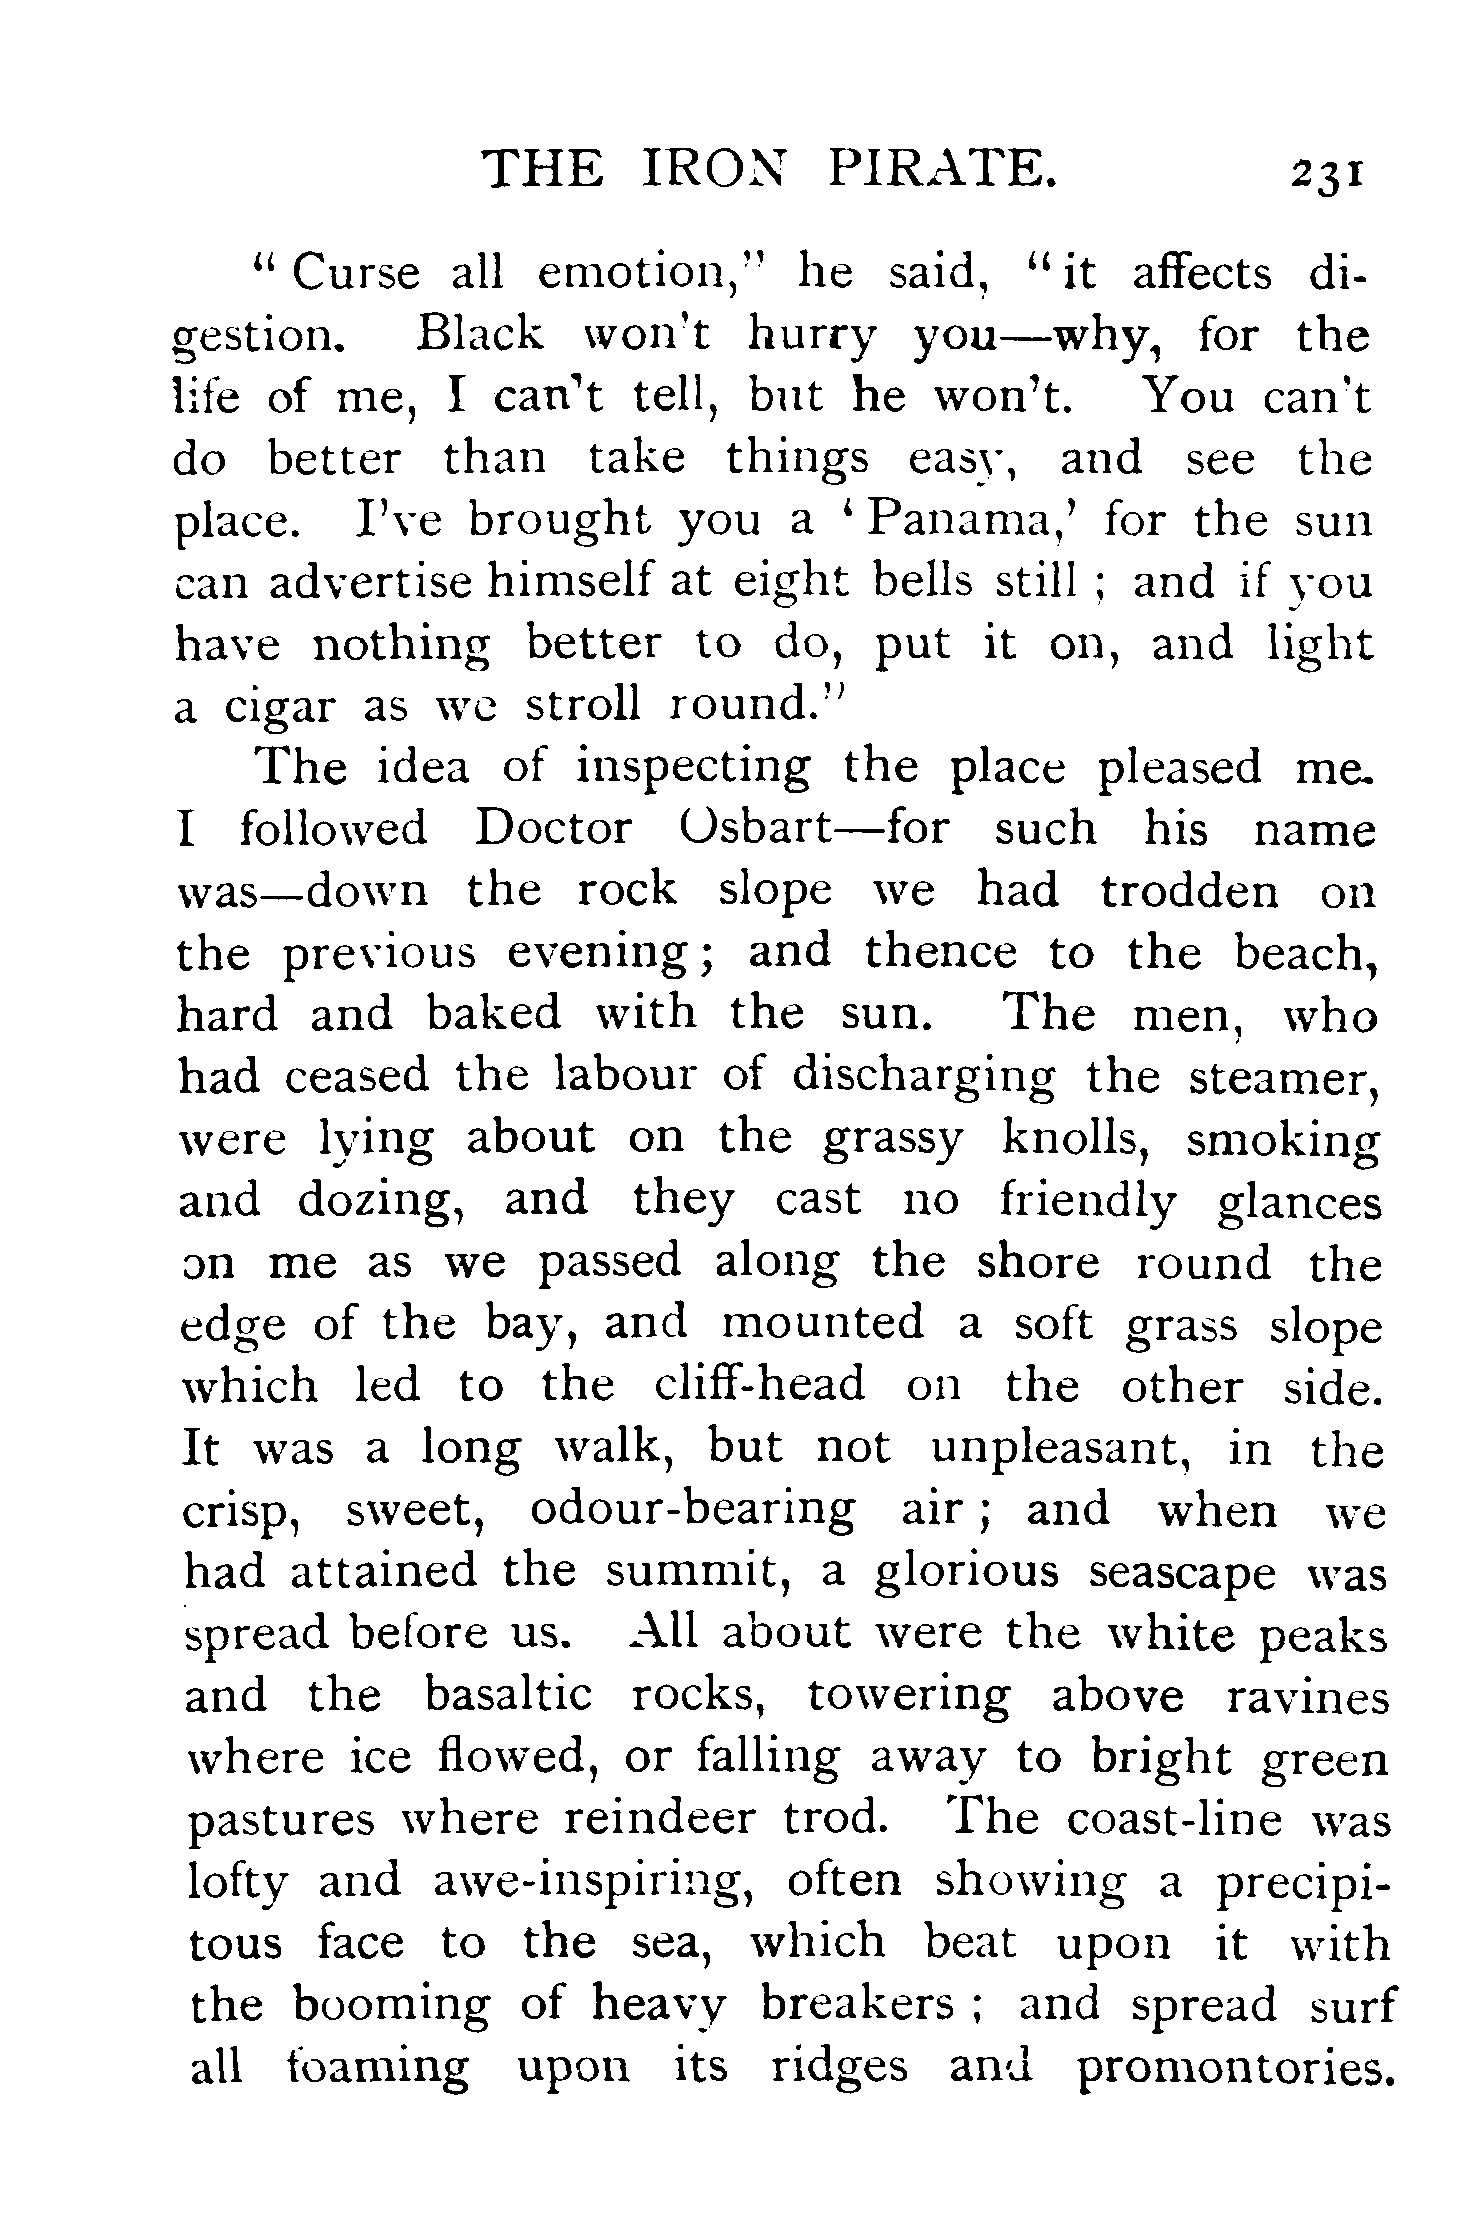 THE IRON PIRATE. 231
“ Curse all emotion,” he said, “ it affects di-
gestion. Black won’t hurry you—why, for the
life of me, I can’t tell, but he won’t. You can’t
do better than take things easy, and see the
place. I’ve brought you a ‘ Panama,’ for the sun
can advertise himself at eight bells still ; and if you
have nothing better to do, put it on, and light
a cigar as we stroll round.”
The idea of inspecting the place pleased me.
I followed Doctor Osbart—for such his name
was—down the rock slope we had trodden on
the previous evening ; and thence to the beach,
hard and baked with the sun. The men, who
had ceased the labour of discharging the steamer,
were lying about on the grassy knolls, smoking
and dozing, and they cast no friendly glances
on me as we passed along the shore round the
edge of the bay, and mounted a soft grass slope
which led to the cliff-head on the other side.
It was a long walk, but not unpleasant, in the
crisp, sweet, odour-bearing air ; and when we
had attained the summit, a glorious seascape was
spread before us. All about were the white peaks
and the basaltic rocks, towering above ravines
where ice flowed, or falling away to bright green
pastures where reindeer trod. The coast-line was
lofty and awe-inspiring, often showing a precipi-
tous face to the sea, which beat upon it with
the booming of heavy breakers ; and spread surf
all foaming upon its ridges and promontories.